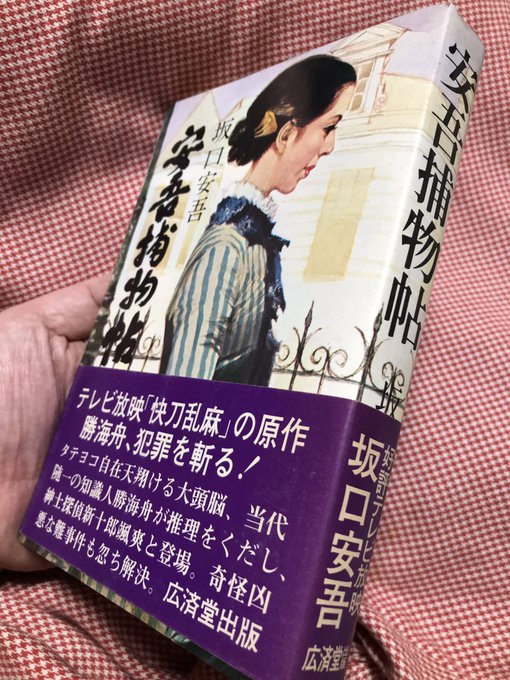 坂口安吾
安吾捕物帖
テレビ放映「快刀乱麻」の原作
勝海舟、犯罪を斬る!
タテヨコ自在天翔ける大頭脳、当代
随一の知識人勝海舟が推理をくだし、
紳士探偵新十郎颯爽と登場。奇怪凶
悪な難事件も忽ち解決。広済堂出版
安吾捕物帖
坂
好評テレビ放映
坂口安吾
広済堂